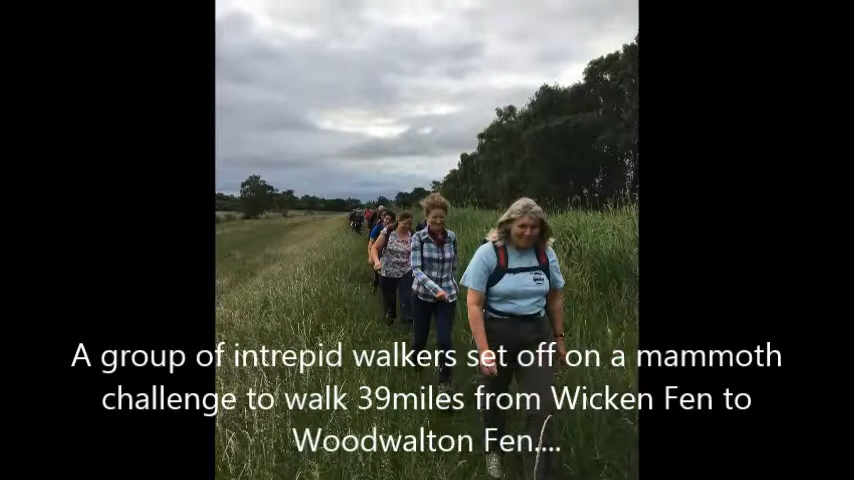 A group of intrepid walkers set off on a mammoth
challenge to walk 39miles from Wicken Fen to
Woodwalton Fen....